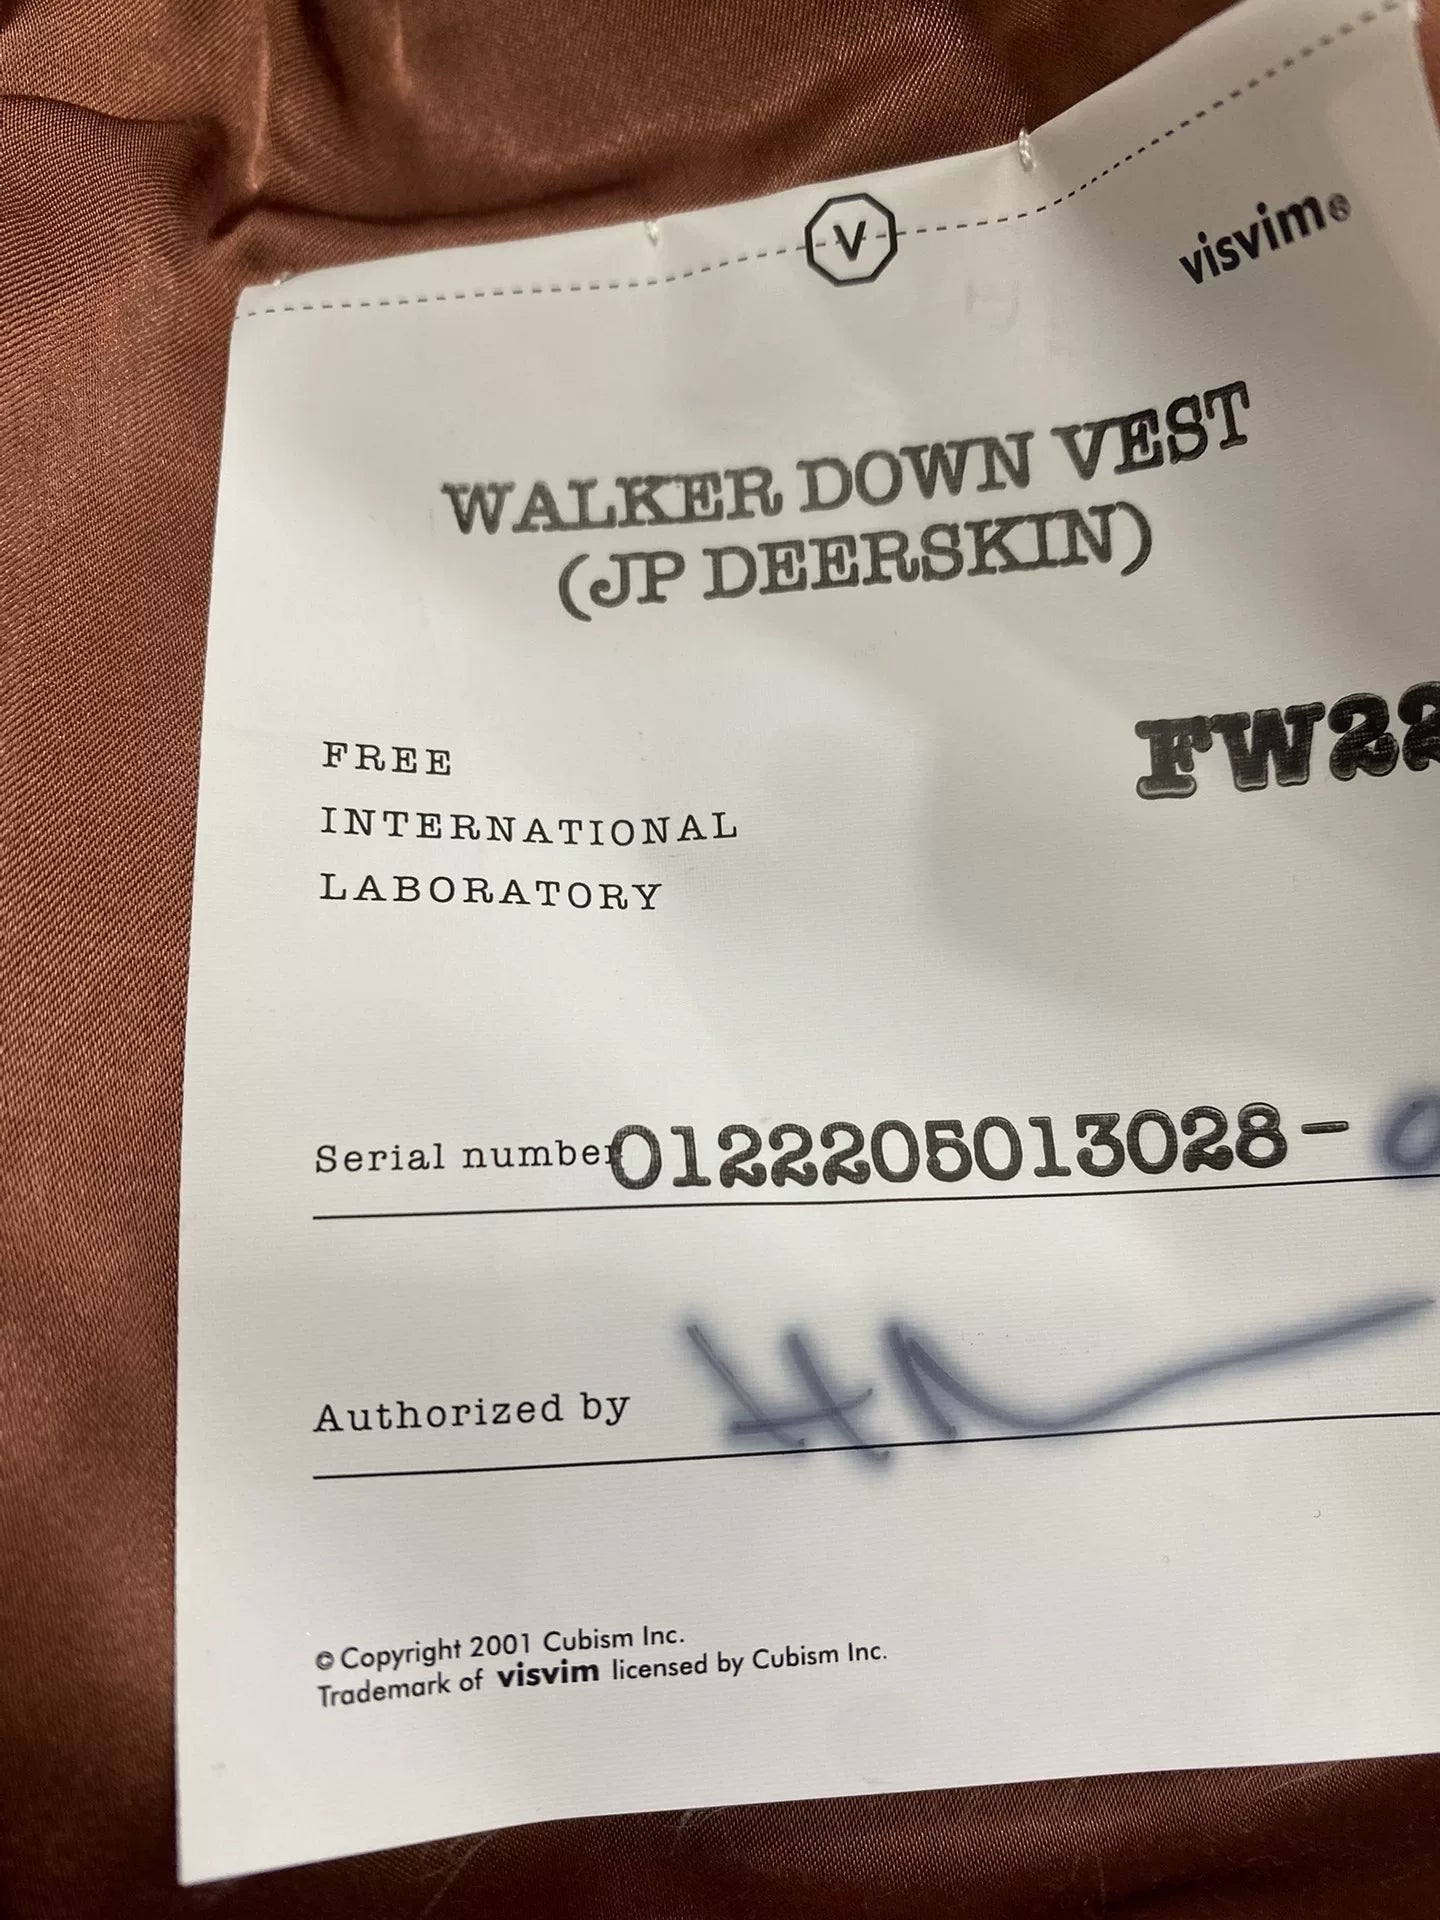 V
visvim®
WALKER DOWN VEST
(JP DEERSKIN)
FW22
FREE
INTERNATIONAL
LABORATORY
Serial number 0122205013028-
Authorized by
© Copyright 2001 Cubism Inc.
Trademark of visvim licensed by Cubism Inc.